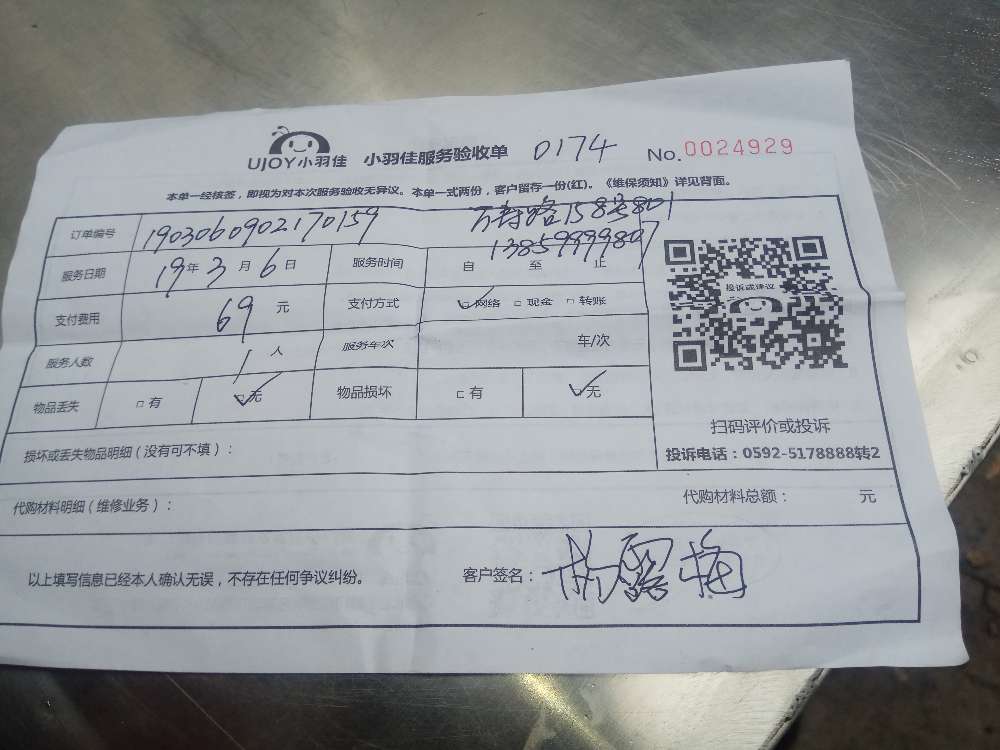 UJOY小羽佳 小羽佳服务验收单 0174 No.0024929
本单一经核签，即视为对本次服务验收无异议。本单一式两份，客户留存一份(红)。《维保须知》详见背面。
订单编号 1903060902170159 万寿路158号801
13859999807
服务日期 19年3月6日 服务时间 自 至 止
支付费用 69 元 支付方式 ☑网络 □现金 □转账
服务人数 1 人 服务车次 车/次
物品丢失 □有 ☑无 物品损坏 □有 ☑无
投诉或建议
扫码评价或投诉
投诉电话：0592-5178888转2
损坏或丢失物品明细（没有可不填）：
代购材料明细（维修业务）： 代购材料总额： 元
以上填写信息已经本人确认无误，不存在任何争议纠纷。 客户签名： 露梅